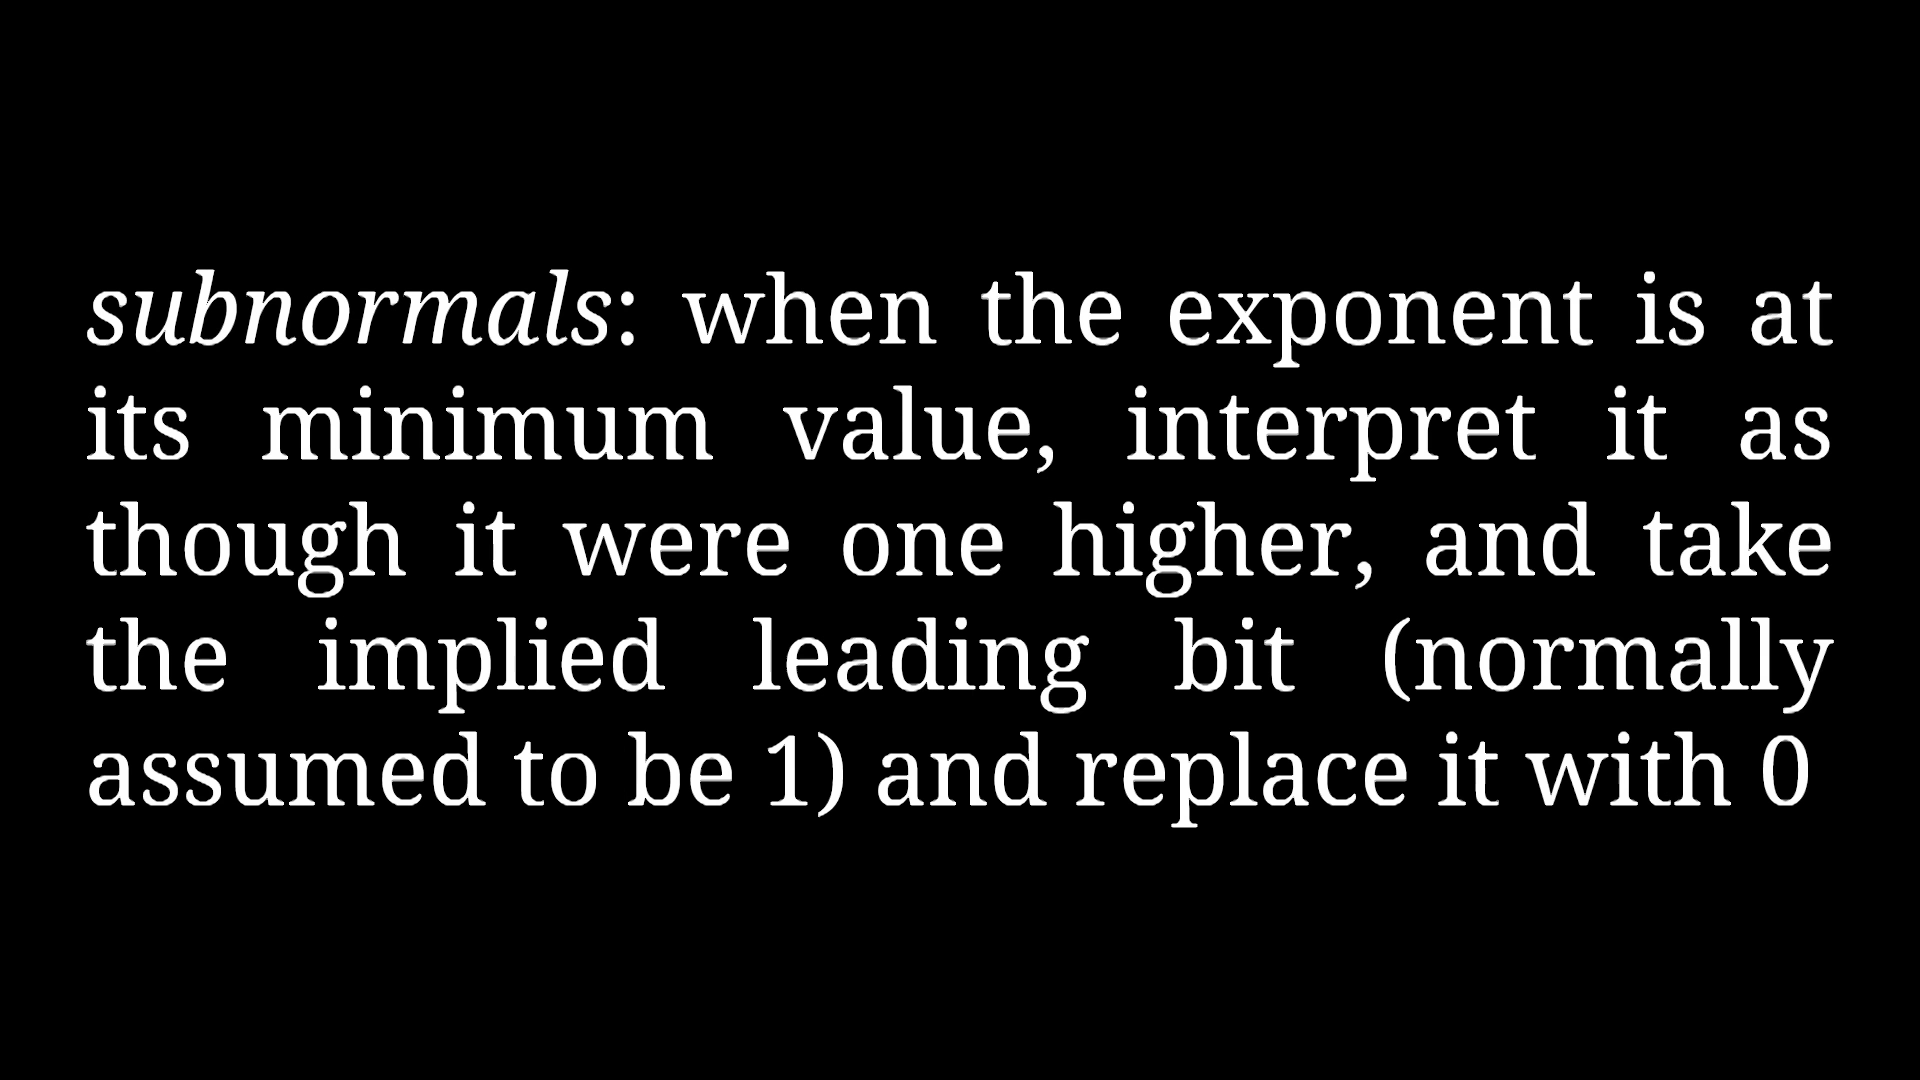 subnormals: when the exponent is at
its minimum value, interpret it as
though it were one higher, and take
the implied leading bit (normally
assumed to be 1) and replace it with 0